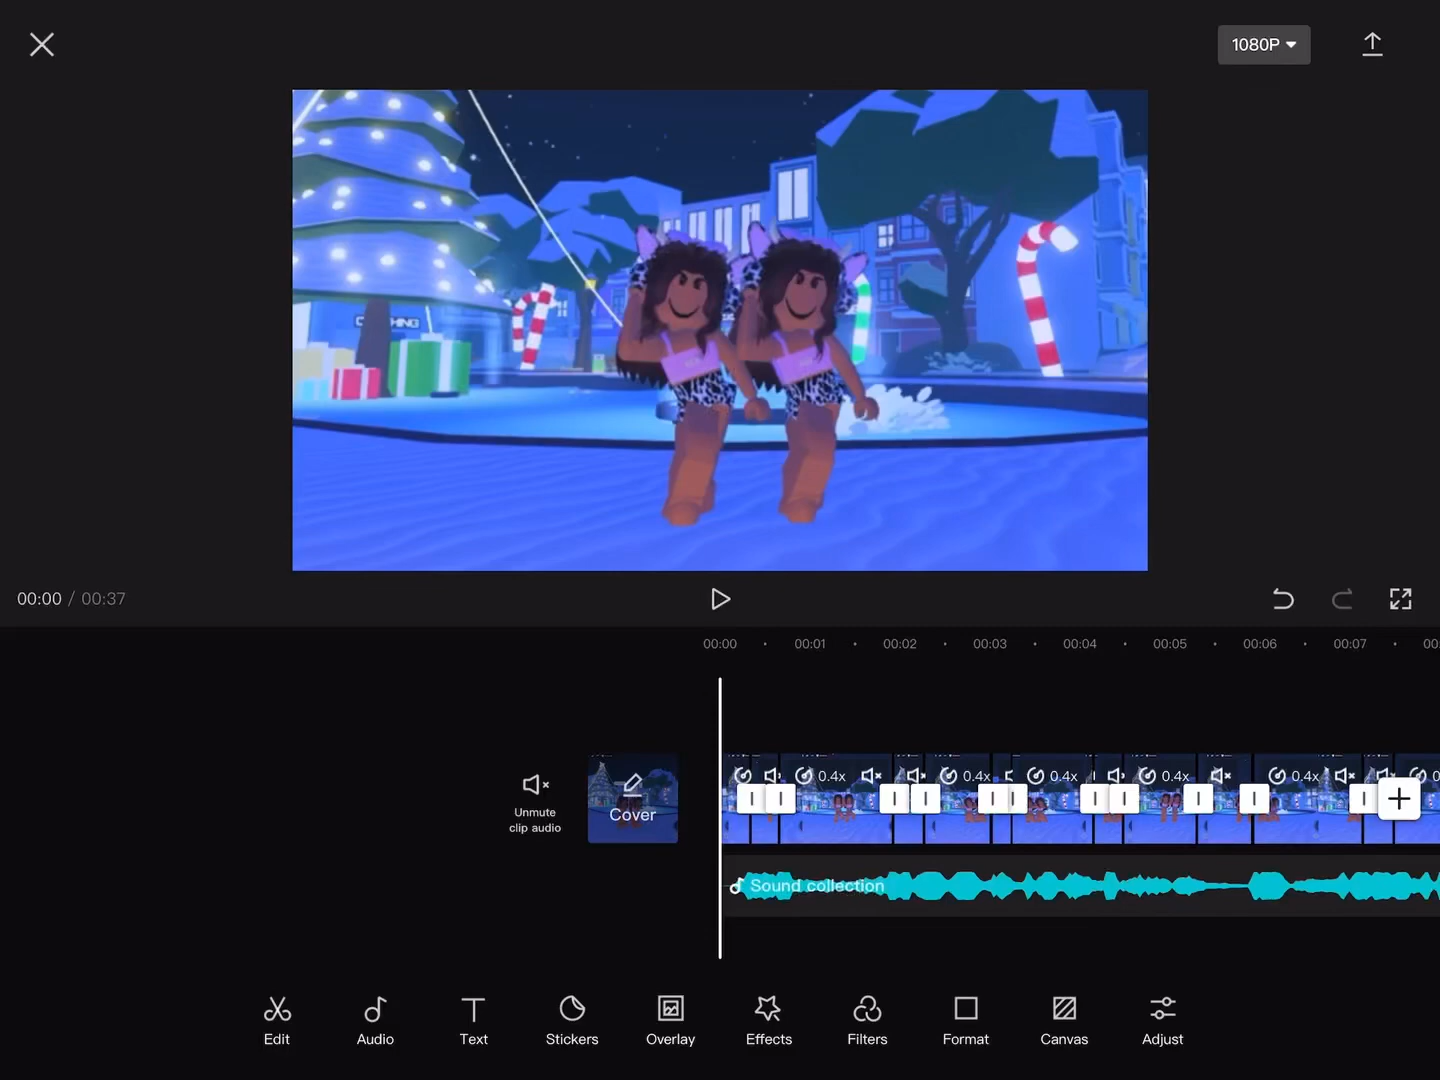 1080P
00:00 / 00:37
00:00 00:01 00:02 00:03 00:04 00:05 00:06 00:07 00:
Unmute
clip audio
Cover
0.4x 0.4x 0.4x 0.4x 0.4x 0
Sound collection
Edit Audio Text Stickers Overlay Effects Filters Format Canvas Adjust